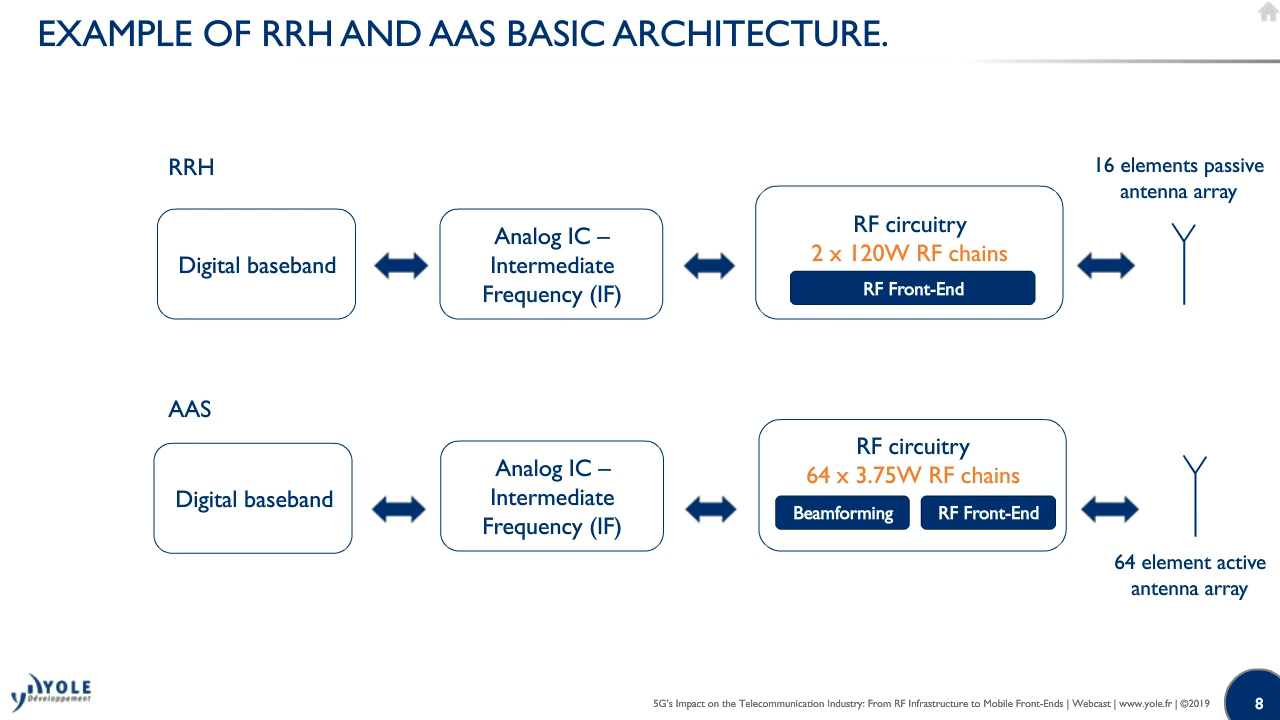 EXAMPLE OF RRH AND AAS BASIC ARCHITECTURE.
RRH
16 elements passive
antenna array
Digital baseband
Analog IC –
Intermediate
Frequency (IF)
RF circuitry
2 x 120W RF chains
RF Front-End
AAS
Digital baseband
Analog IC –
Intermediate
Frequency (IF)
RF circuitry
64 x 3.75W RF chains
Beamforming
RF Front-End
64 element active
antenna array
YOLE
Développement
5G's Impact on the Telecommunication Industry: From RF Infrastructure to Mobile Front-Ends | Webcast | www.yole.fr | ©2019
8